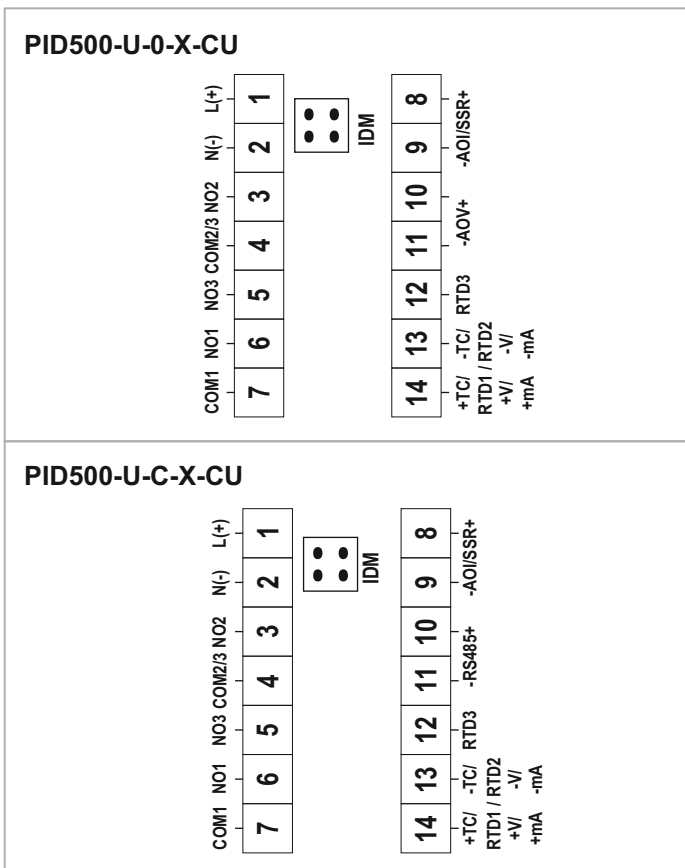 PID500-U-0-X-CU
COM1 NO1 NO3 COM2/3 NO2 N(-) L(+)
7 6 5 4 3 2 1
IDM
14 13 12 11 10 9 8
+TC/ -TC/ RTD3 -AOV+ -AOI/SSR+
RTD1 / RTD2
+V/ -V/
+mA -mA
PID500-U-C-X-CU
COM1 NO1 NO3 COM2/3 NO2 N(-) L(+)
7 6 5 4 3 2 1
IDM
14 13 12 11 10 9 8
+TC/ -TC/ RTD3 -RS485+ -AOI/SSR+
RTD1 / RTD2
+V/ -V/
+mA -mA